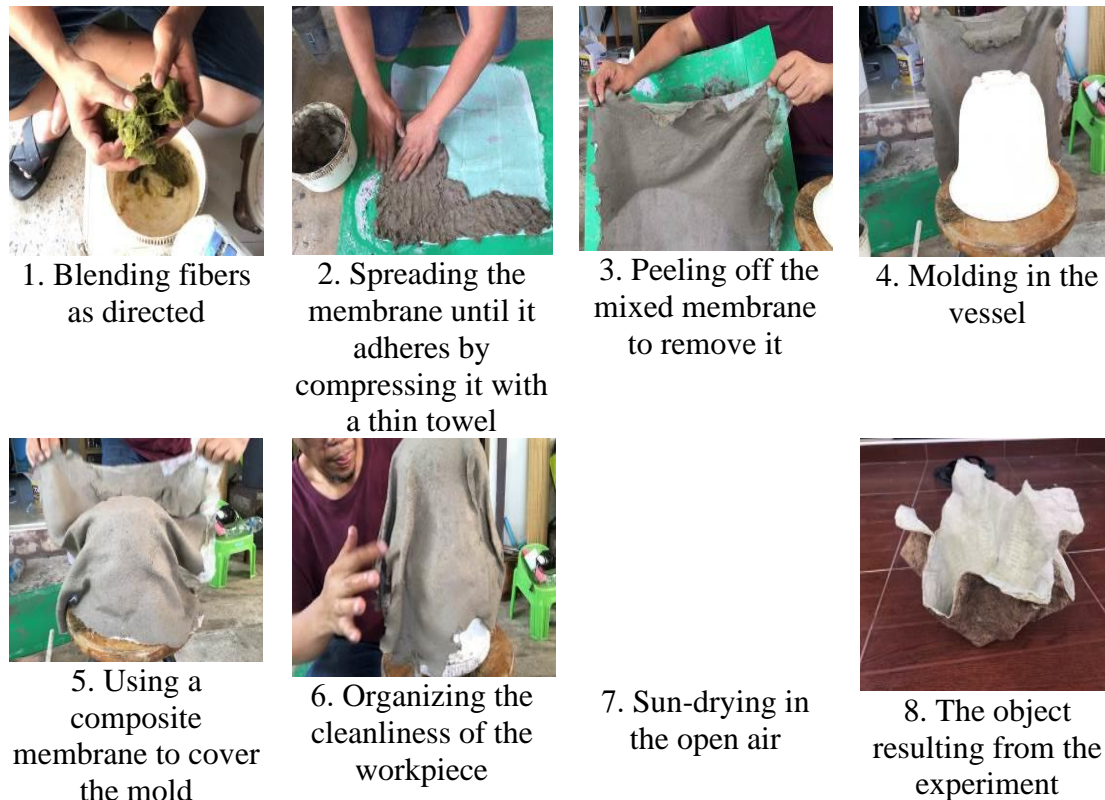 1. Blending fibers
as directed
2. Spreading the
membrane until it
adheres by
compressing it with
a thin towel
3. Peeling off the
mixed membrane
to remove it
4. Molding in the
vessel
5. Using a
composite
membrane to cover
the mold
6. Organizing the
cleanliness of the
workpiece
7. Sun-drying in
the open air
8. The object
resulting from the
experiment